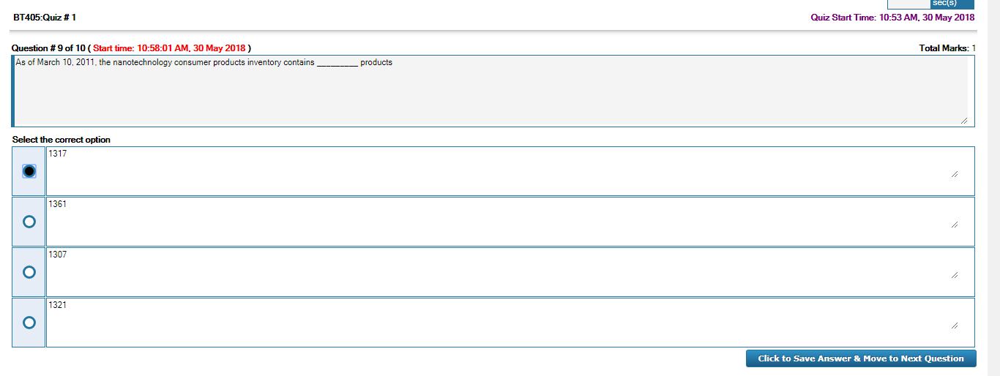 sec(s)
BT405:Quiz # 1
Quiz Start Time: 10:53 AM, 30 May 2018
Question # 9 of 10 ( Start time: 10:58:01 AM, 30 May 2018 )
Total Marks: 1
As of March 10, 2011, the nanotechnology consumer products inventory contains _________ products
Select the correct option
1317
1361
1307
1321
Click to Save Answer & Move to Next Question